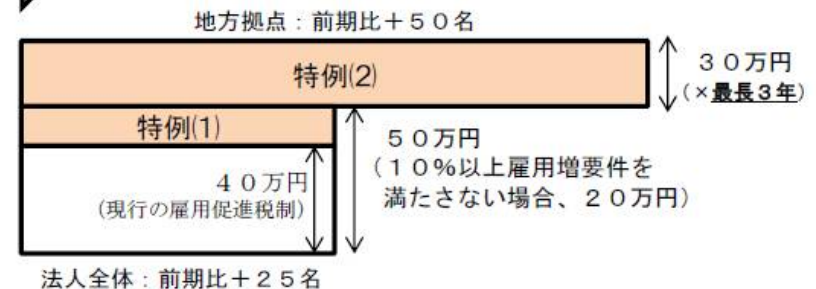 地方拠点：前期比＋５０名
特例(2)
３０万円
（×最長３年）
特例(1)
５０万円
（１０％以上雇用増要件を
満たさない場合、２０万円）
４０万円
(現行の雇用促進税制)
法人全体：前期比＋２５名